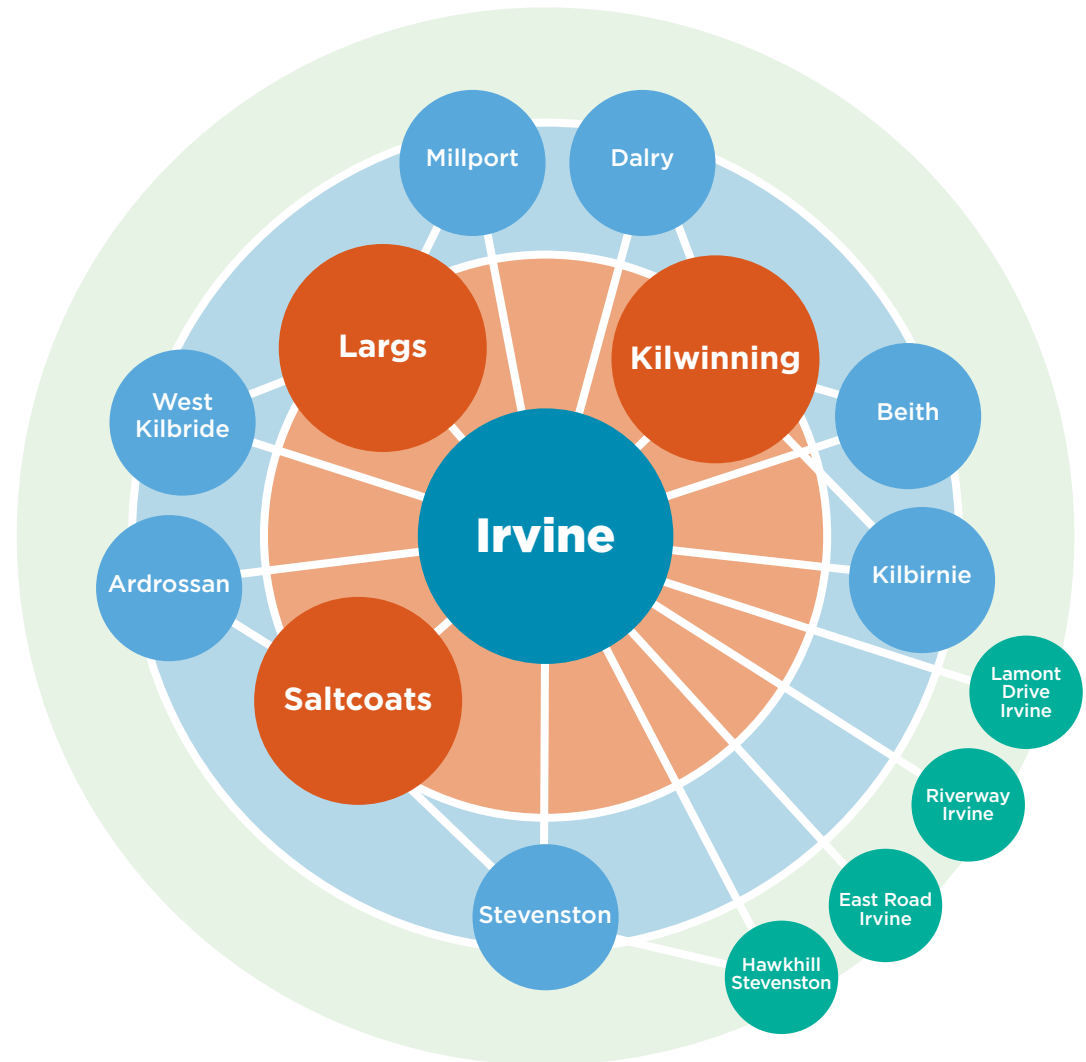 Millport
Dalry
Largs
Kilwinning
West
Kilbride
Beith
Irvine
Ardrossan
Kilbirnie
Saltcoats
Lamont
Drive
Irvine
Riverway
Irvine
East Road
Irvine
Stevenston
Hawkhill
Stevenston